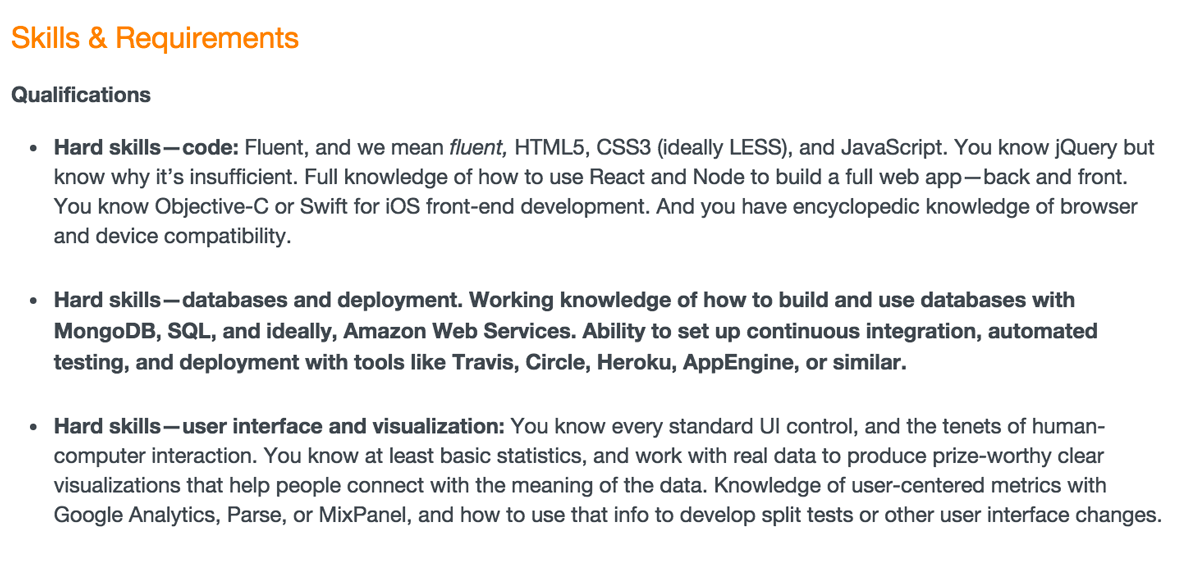 Skills & Requirements
Qualifications
• Hard skills—code: Fluent, and we mean fluent, HTML5, CSS3 (ideally LESS), and JavaScript. You know jQuery but
know why it’s insufficient. Full knowledge of how to use React and Node to build a full web app—back and front.
You know Objective-C or Swift for iOS front-end development. And you have encyclopedic knowledge of browser
and device compatibility.
• Hard skills—databases and deployment. Working knowledge of how to build and use databases with
MongoDB, SQL, and ideally, Amazon Web Services. Ability to set up continuous integration, automated
testing, and deployment with tools like Travis, Circle, Heroku, AppEngine, or similar.
• Hard skills—user interface and visualization: You know every standard UI control, and the tenets of human-
computer interaction. You know at least basic statistics, and work with real data to produce prize-worthy clear
visualizations that help people connect with the meaning of the data. Knowledge of user-centered metrics with
Google Analytics, Parse, or MixPanel, and how to use that info to develop split tests or other user interface changes.